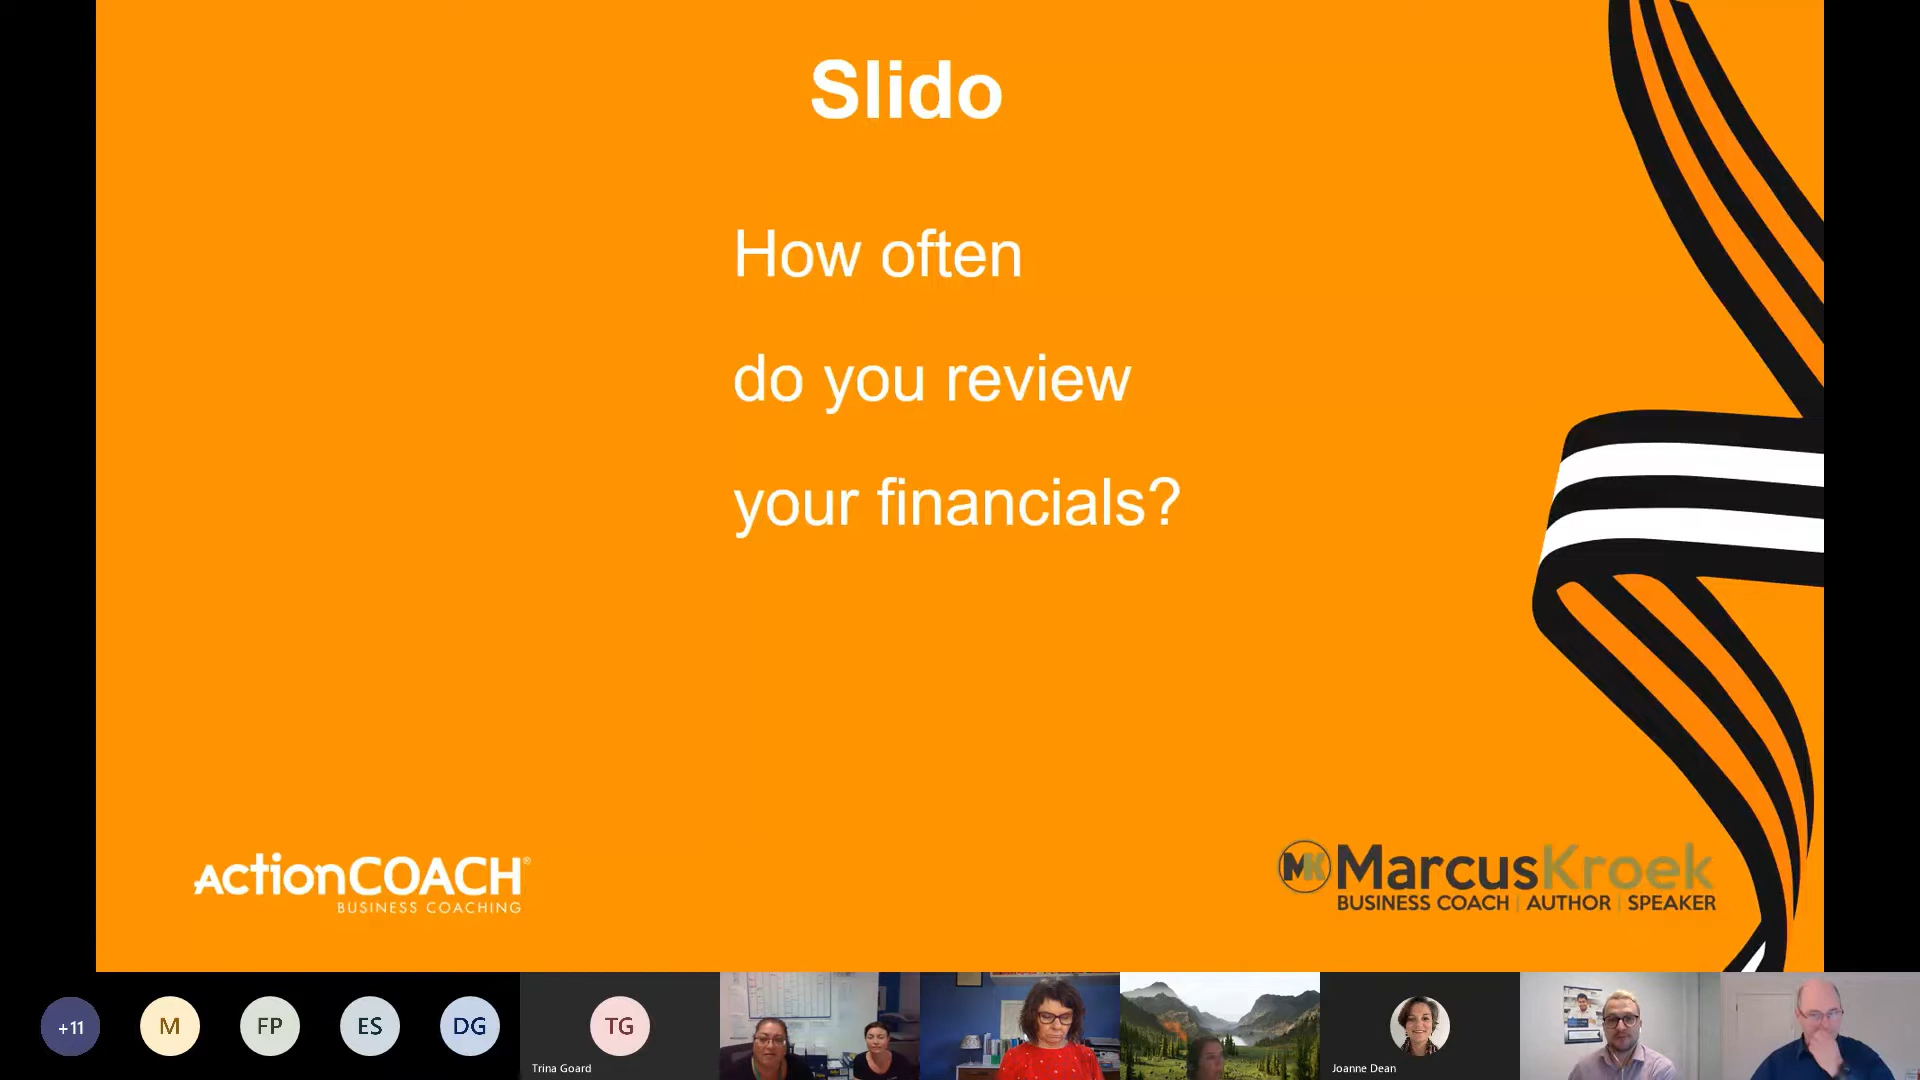 Slido
How often
do you review
your financials?
ActionCOACH®
BUSINESS COACHING
MK MarcusKroek
BUSINESS COACH | AUTHOR | SPEAKER
+11
M
FP
ES
DG
TG
Trina Goard
Joanne Dean